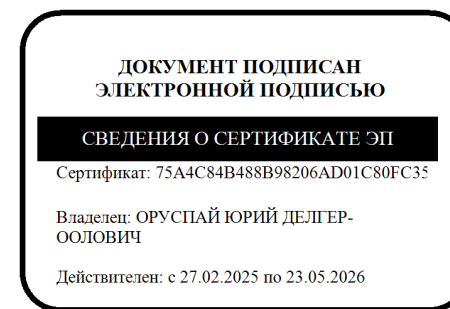 ДОКУМЕНТ ПОДПИСАН
ЭЛЕКТРОННОЙ ПОДПИСЬЮ
СВЕДЕНИЯ О СЕРТИФИКАТЕ ЭП
Сертификат: 75A4C84B488B98206AD01C80FC35
Владелец: ОРУСПАЙ ЮРИЙ ДЕЛГЕР-
ООЛОВИЧ
Действителен: с 27.02.2025 по 23.05.2026